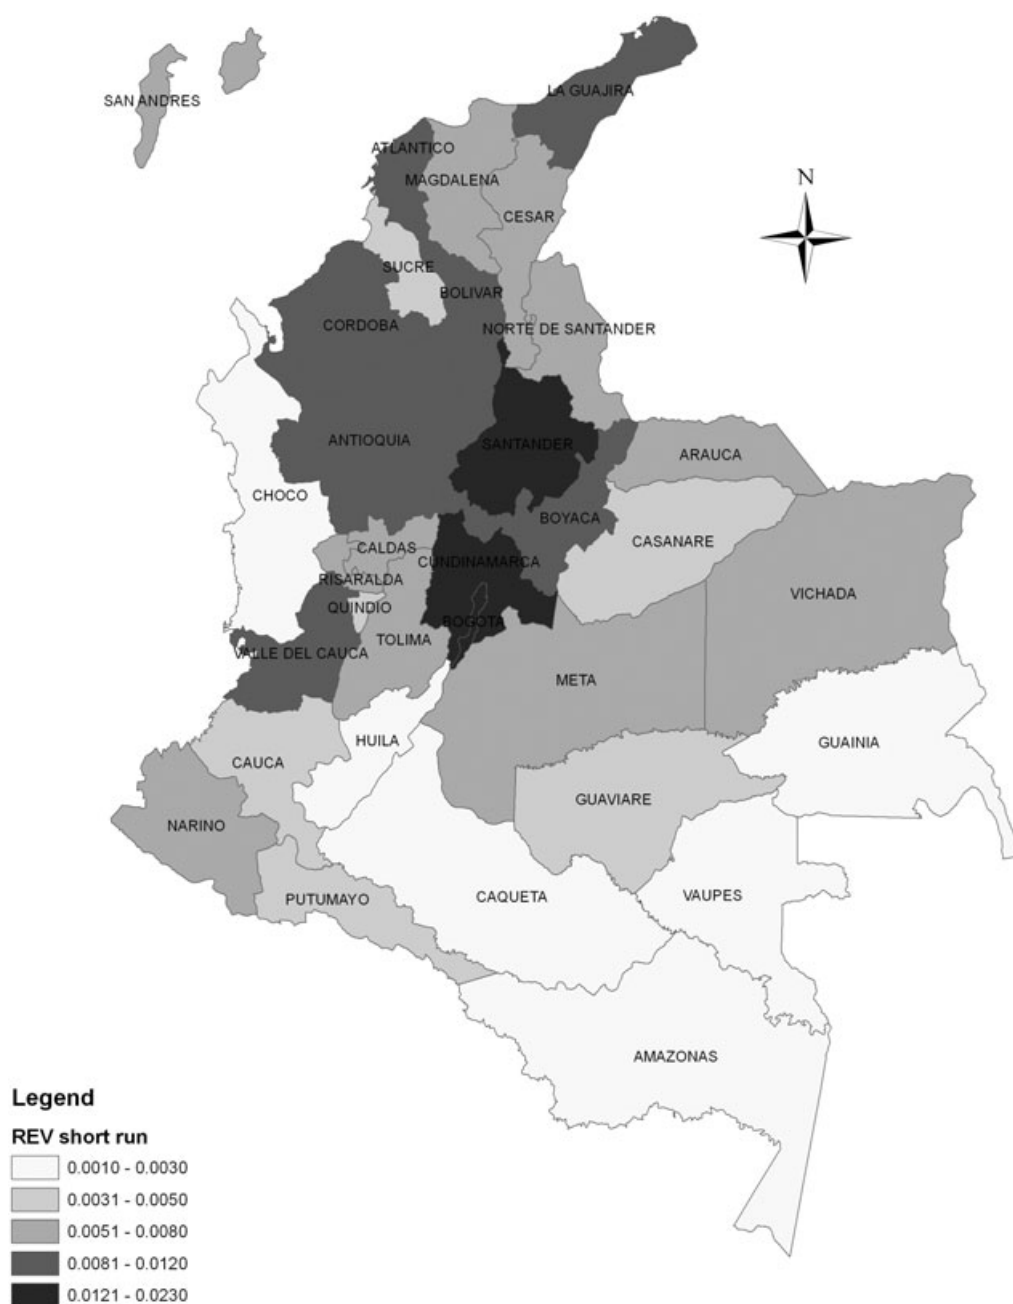 SAN ANDRES
LA GUAJIRA
ATLANTICO
MAGDALENA
N
CESAR
SUCRE
BOLIVAR
CORDOBA
NORTE DE SANTANDER
ANTIOQUIA
SANTANDER
ARAUCA
CHOCO
BOYACA
CASANARE
CALDAS
CUNDINAMARCA
RISARALDA
VICHADA
QUINDIO
BOGOTA
TOLIMA
VALLE DEL CAUCA
META
HUILA
GUAINIA
CAUCA
GUAVIARE
NARINO
PUTUMAYO
CAQUETA
VAUPES
AMAZONAS
Legend
REV short run
0.0010 - 0.0030
0.0031 - 0.0050
0.0051 - 0.0080
0.0081 - 0.0120
0.0121 - 0.0230